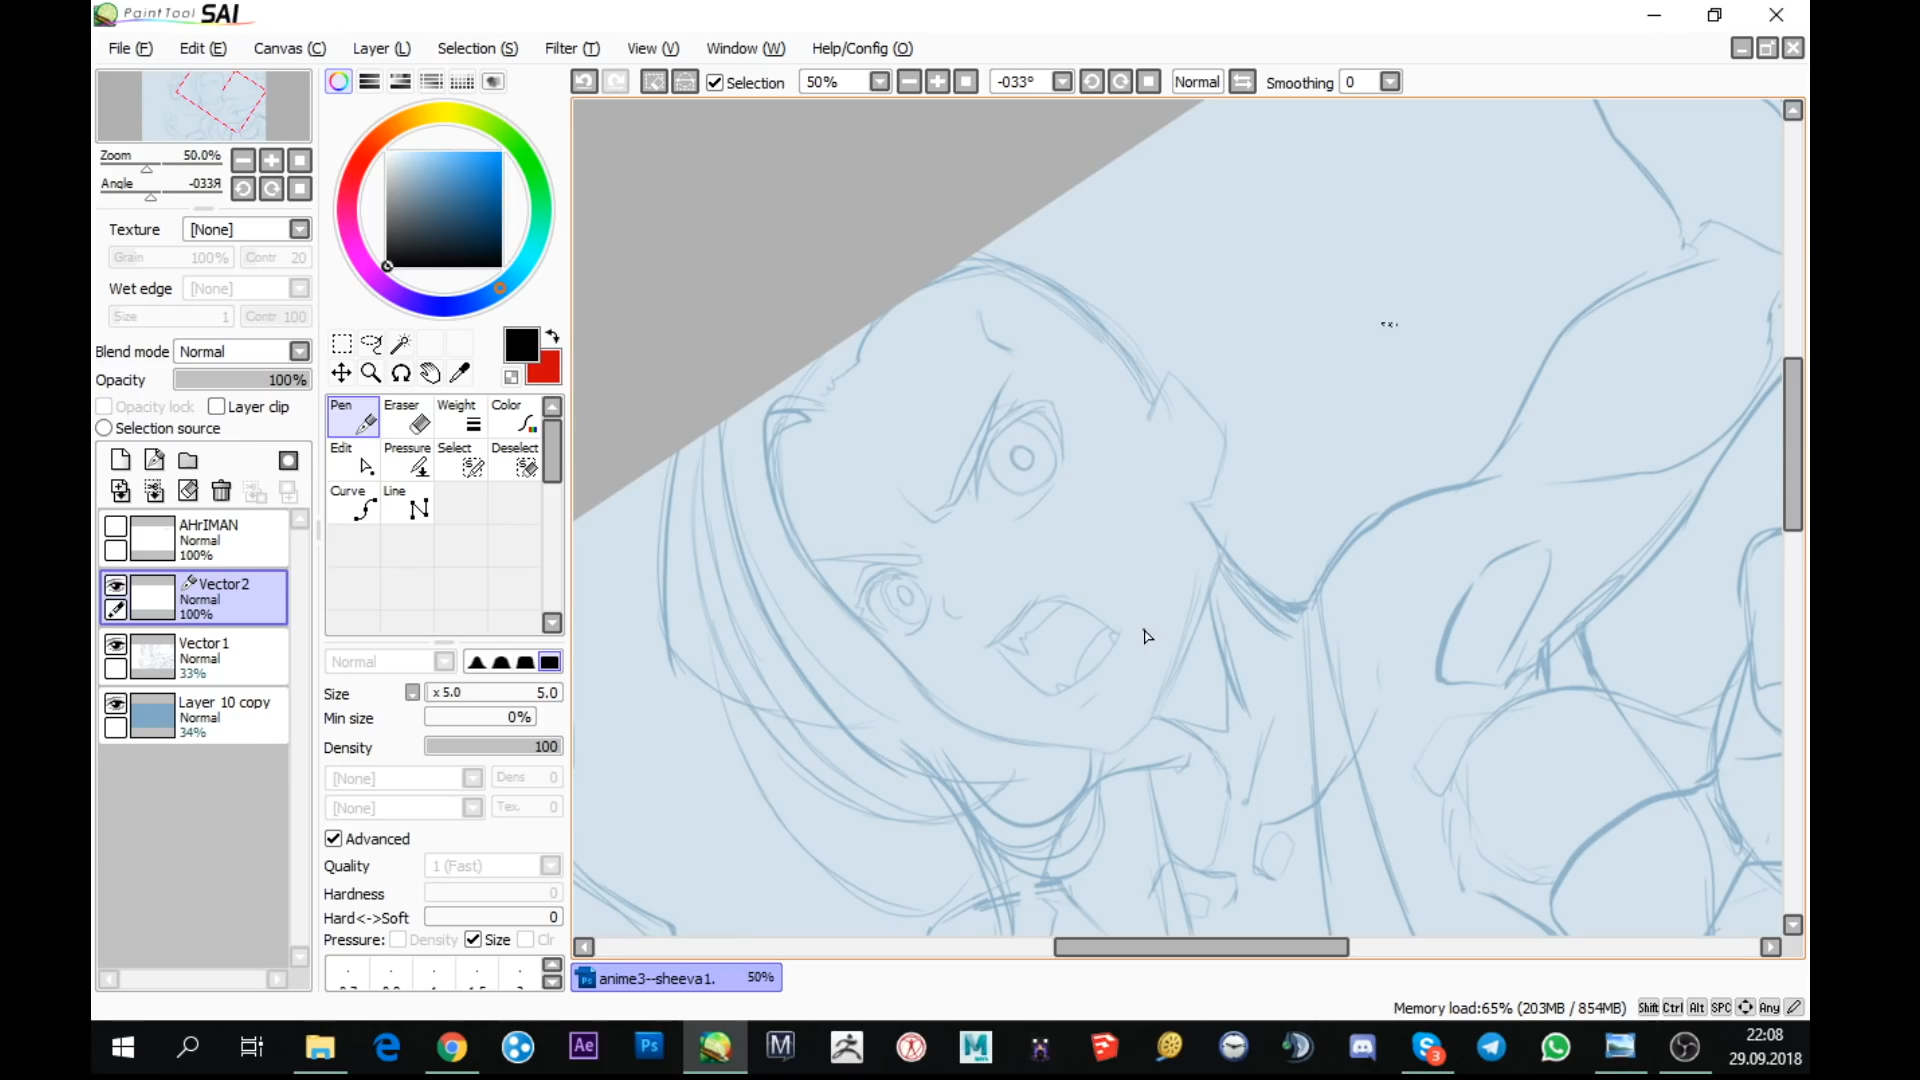 PaintTool SAI
File (F) Edit (E) Canvas (C) Layer (L) Selection (S) Filter (T) View (V) Window (W) Help/Config (O)
Selection 50% -033° Normal Smoothing 0
Zoom 50.0%
Angle -033Я
Texture [None]
Grain 100% Contr 20
Wet edge [None]
Size 1 Contr 100
Blend mode Normal
Opacity 100%
Opacity lock Layer clip
Selection source
AHrIMAN
Normal
100%
Vector2
Normal
100%
Vector1
Normal
33%
Layer 10 copy
Normal
34%
Pen Eraser Weight Color
Edit Pressure Select Deselect
Curve Line
Normal
Size x 5.0 5.0
Min size 0%
Density 100
[None] Dens 0
[None] Tex. 0
Advanced
Quality 1 (Fast)
Hardness 0
Hard<->Soft 0
Pressure: Density Size Clr
Ps anime3--sheeva1. 50%
Memory load:65% (203MB / 854MB) Shift Ctrl Alt SPC Any
Ae Ps M M 3
22:08
29.09.2018